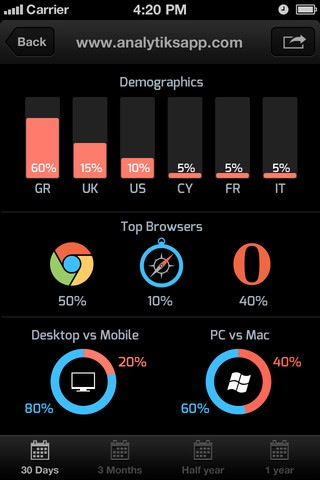 Carrier 4:20 PM
Back www.analytiksapp.com
Demographics
60% 15% 10% 5% 5% 5%
GR UK US CY FR IT
Top Browsers
50% 10% 40%
Desktop vs Mobile PC vs Mac
20% 40%
80% 60%
30 Days 3 Months Half year 1 year